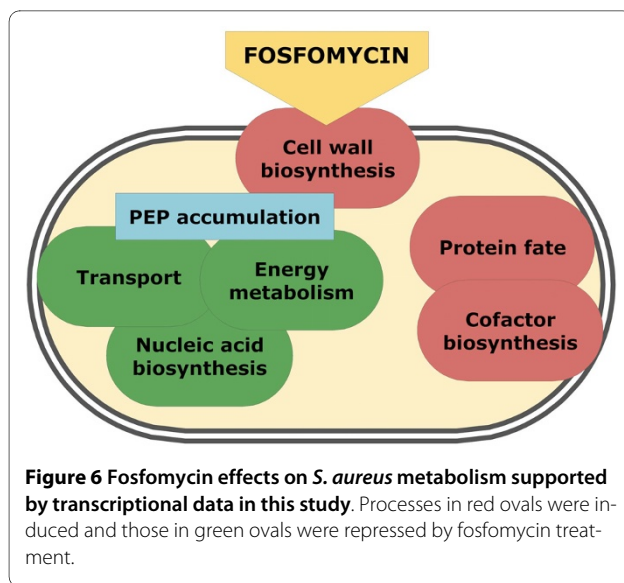 FOSFOMYCIN
Cell wall
biosynthesis
PEP accumulation
Transport
Energy
metabolism
Nucleic acid
biosynthesis
Protein fate
Cofactor
biosynthesis
Figure 6 Fosfomycin effects on S. aureus metabolism supported
by transcriptional data in this study. Processes in red ovals were in-
duced and those in green ovals were repressed by fosfomycin treat-
ment.